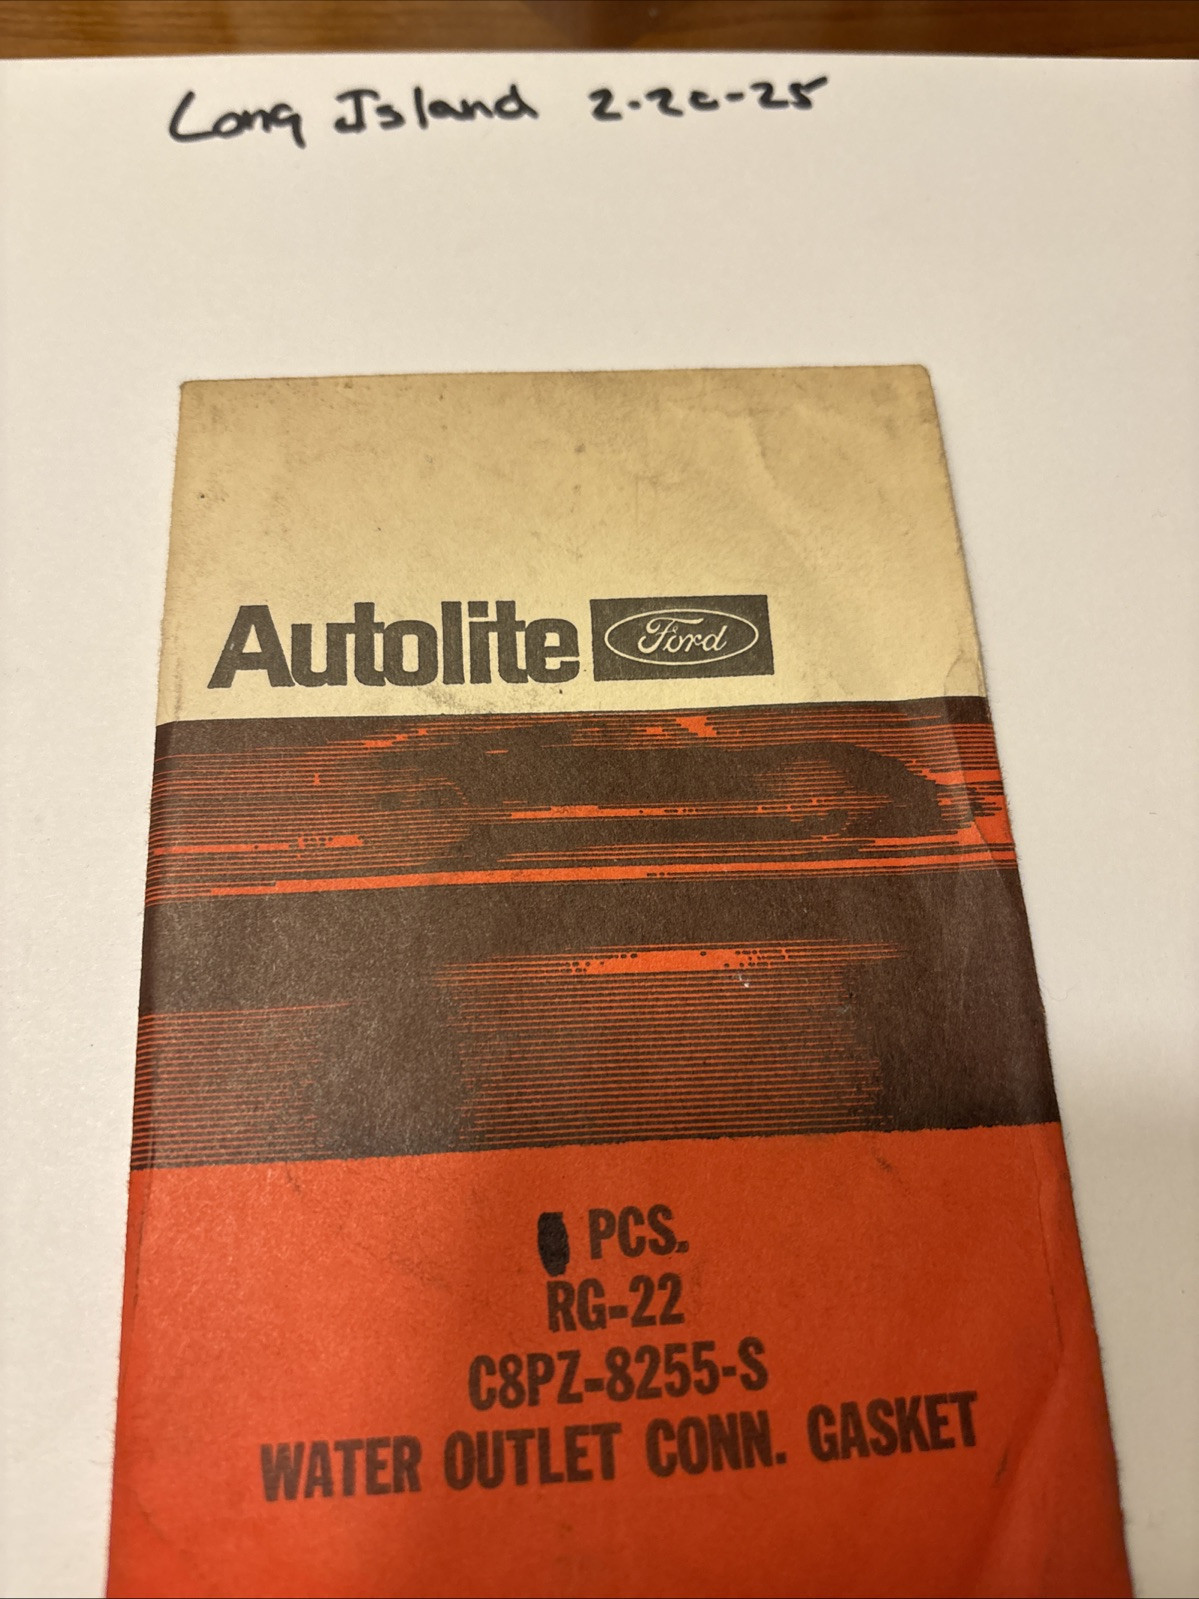 Long Island 2-20-25
Autolite Ford
PCS.
RG-22
C8PZ-8255-S
WATER OUTLET CONN. GASKET